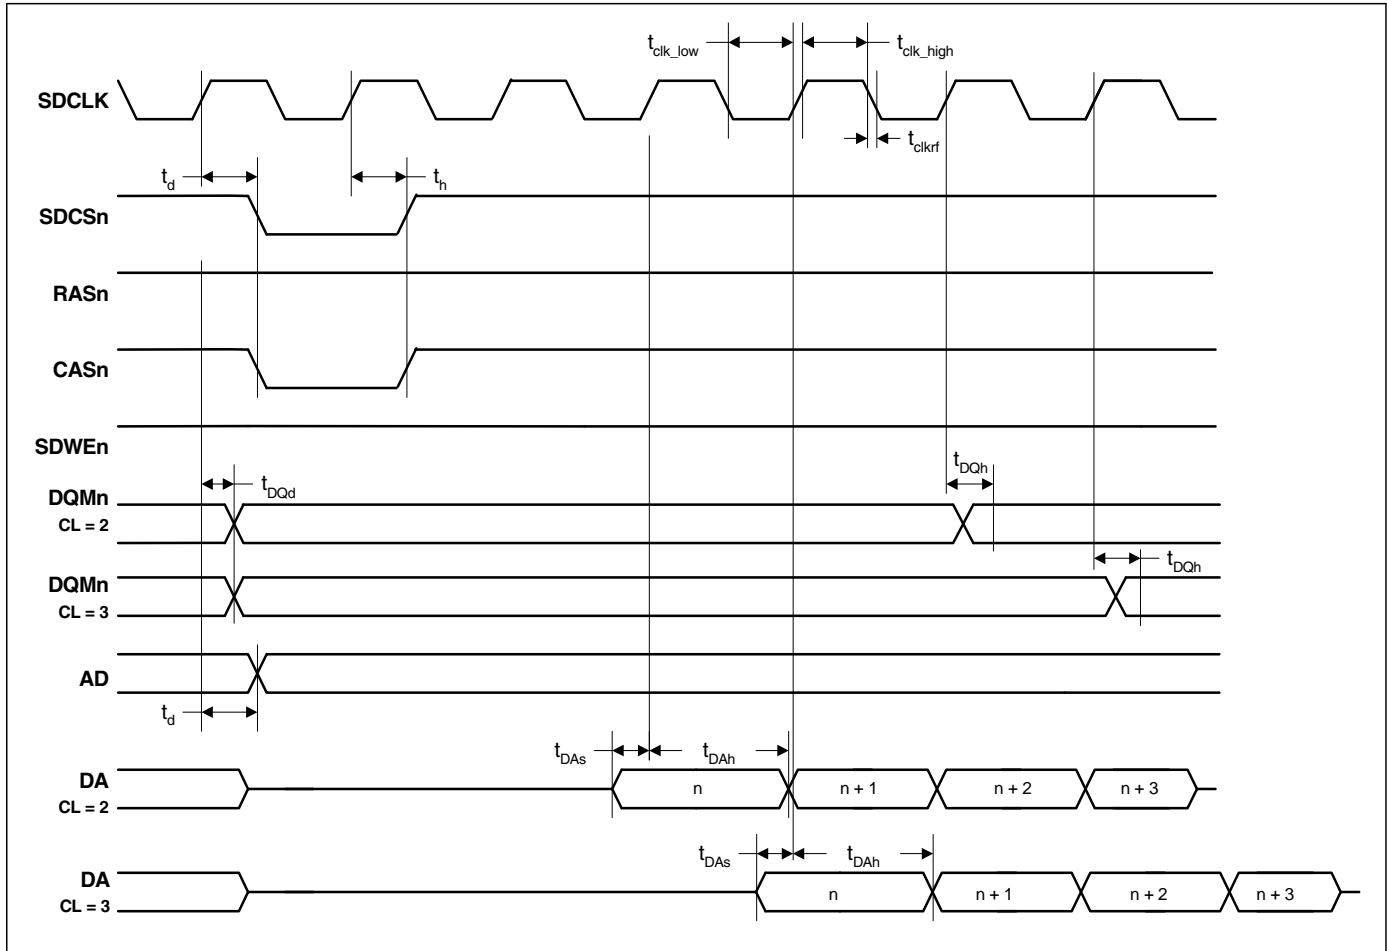 t_clk_low
t_clk_high
SDCLK
t_clkrf
t_d
t_h
SDCSn
RASn
CASn
SDWEn
t_DQh
t_DQd
DQMn
CL = 2
t_DQh
DQMn
CL = 3
AD
t_d
t_DAs
t_DAh
DA
n
n + 1
n + 2
n + 3
CL = 2
t_DAs
t_DAh
DA
n
n + 1
n + 2
n + 3
CL = 3